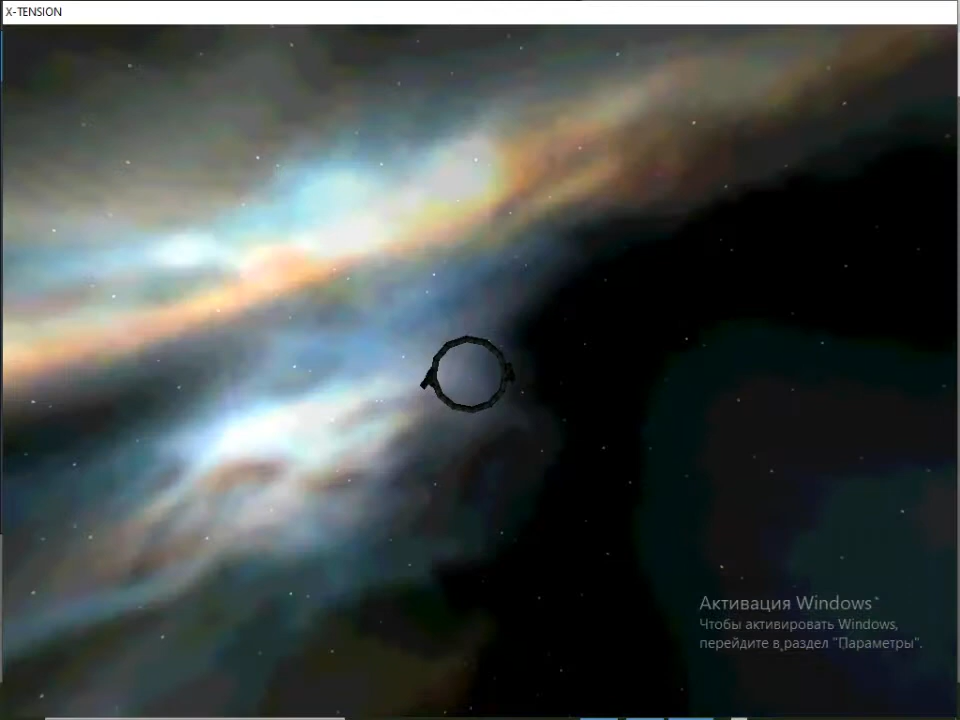 X-TENSION
Активация Windows
Чтобы активировать Windows,
перейдите в раздел "Параметры".